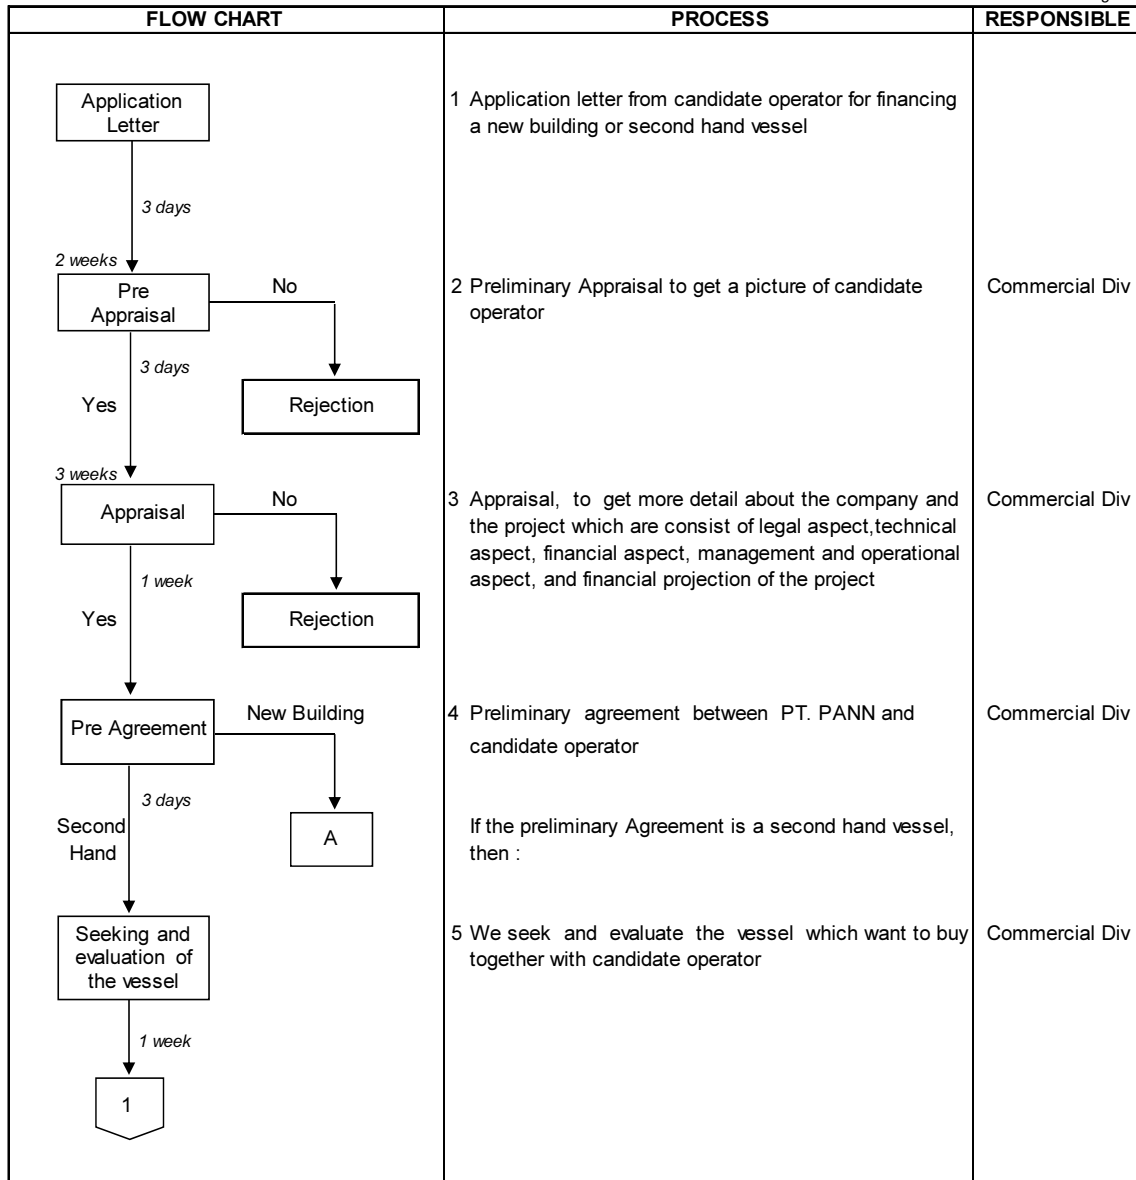 FLOW CHART PROCESS RESPONSIBLE
Application
Letter
1 Application letter from candidate operator for financing
a new building or second hand vessel
3 days
2 weeks
Pre
Appraisal
No
2 Preliminary Appraisal to get a picture of candidate
operator
Commercial Div
3 days
Yes
Rejection
3 weeks
Appraisal
No
3 Appraisal, to get more detail about the company and
the project which are consist of legal aspect,technical
aspect, financial aspect, management and operational
aspect, and financial projection of the project
Commercial Div
1 week
Yes
Rejection
Pre Agreement
New Building
4 Preliminary agreement between PT. PANN and
candidate operator
Commercial Div
3 days
Second
Hand
A
If the preliminary Agreement is a second hand vessel,
then :
Seeking and
evaluation of
the vessel
5 We seek and evaluate the vessel which want to buy
together with candidate operator
Commercial Div
1 week
1